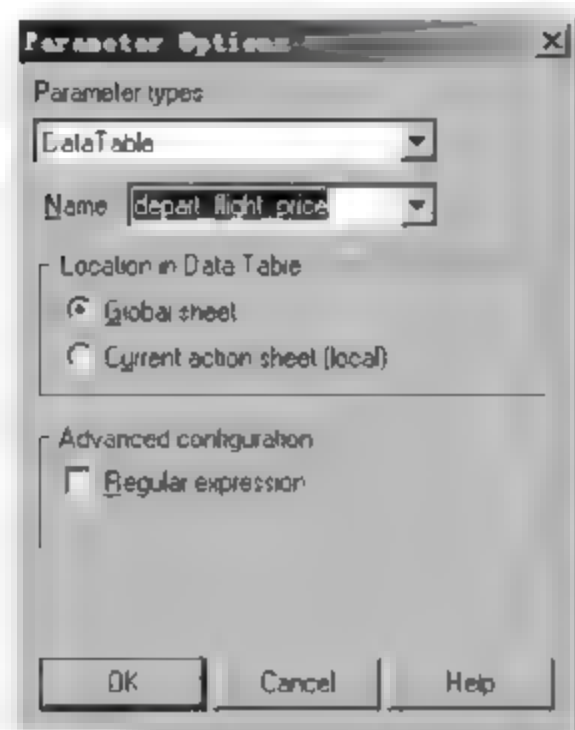 Parameter Options
Parameter types
DataTable
Name depart_flight_price
Location in Data Table
Global sheet
Current action sheet (local)
Advanced configuration
Regular expression
OK Cancel Help